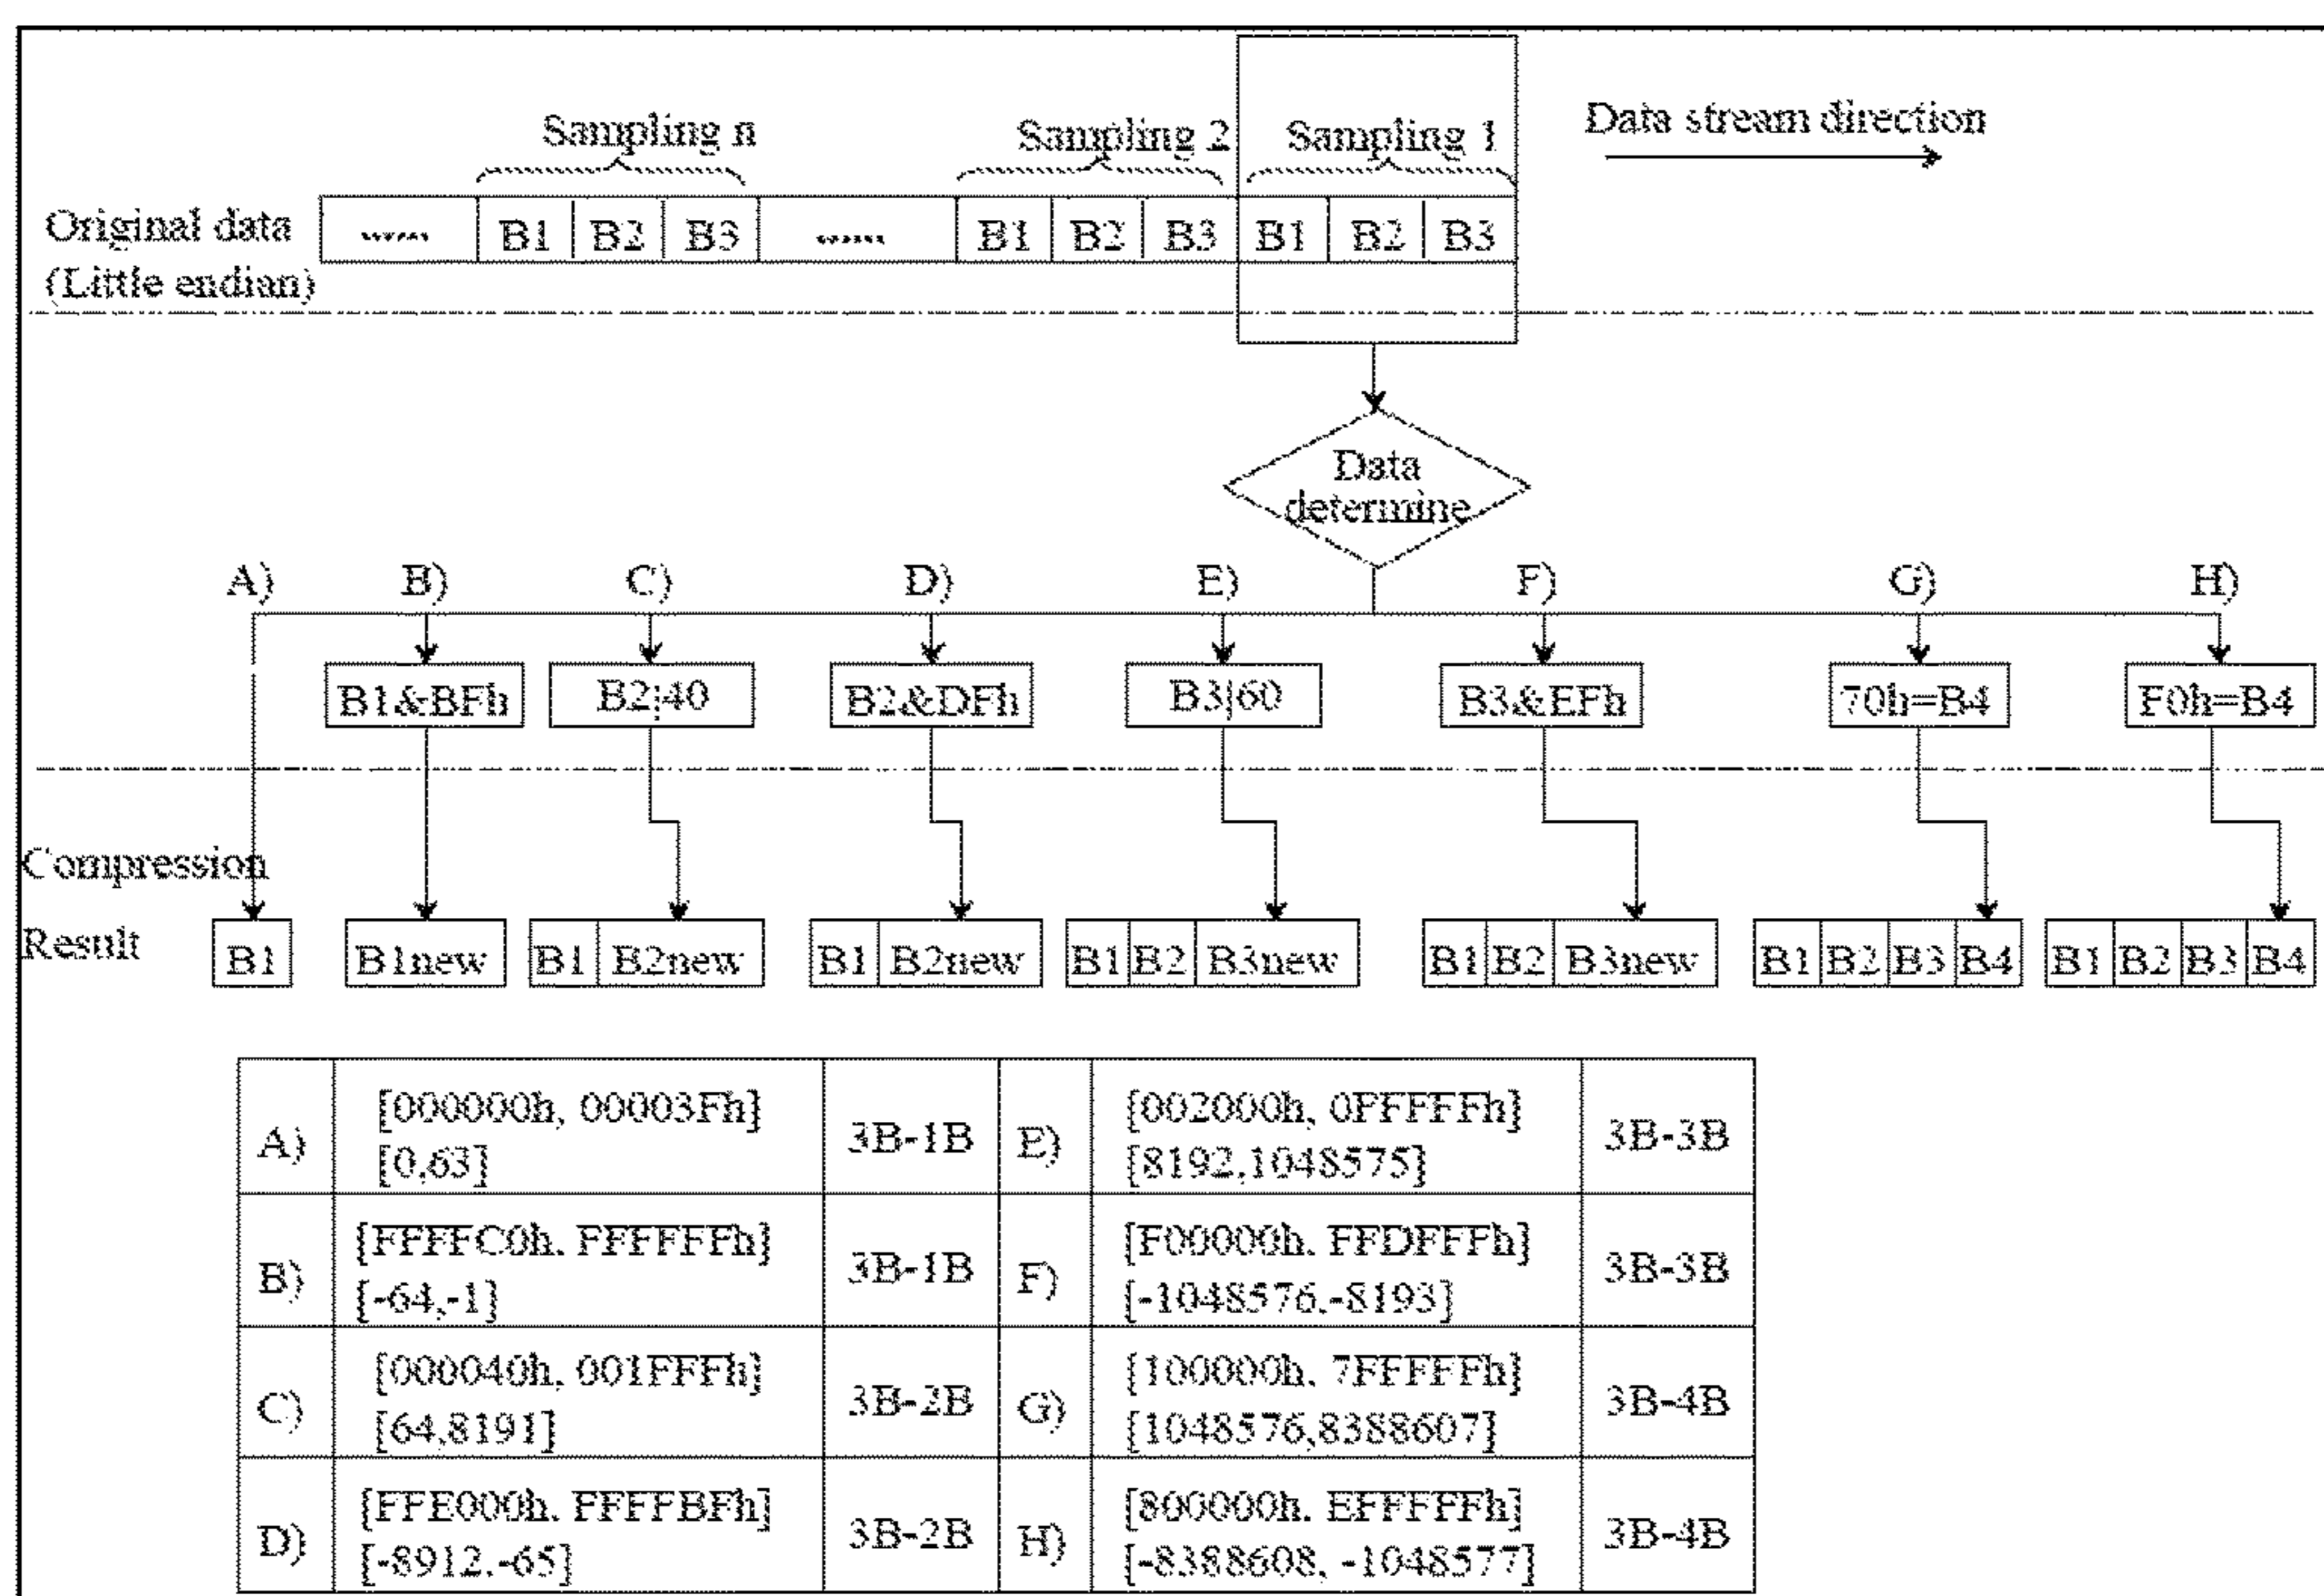 Sampling n Sampling 2 Sampling 1 Data stream direction
Original data (Little endian) ...... B1 B2 B3 ...... B1 B2 B3 B1 B2 B3
Data determine
A) B) C) D) E) F) G) H)
B1&BFh B2|40 B2&DFh B3|60 B3&EFh 70h=B4 F0h=B4
Compression
Result B1 B1new B1 B2new B1 B2new B1 B2 B3new B1 B2 B3new B1 B2 B3 B4 B1 B2 B3 B4
A) [000000h, 00003Fh] [0,63] 3B-1B E) [002000h, 0FFFFFh] [8192,1048575] 3B-3B
B) [FFFFC0h, FFFFFFh] [-64,-1] 3B-1B F) [F00000h, FFDFFFh] [-1048576,-8193] 3B-3B
C) [000040h, 001FFFh] [64,8191] 3B-2B G) [100000h, 7FFFFFh] [1048576,8388607] 3B-4B
D) [FFE000h, FFFFBFh] [-8912,-65] 3B-2B H) [800000h, EFFFFFh] [-8388608, -1048577] 3B-4B